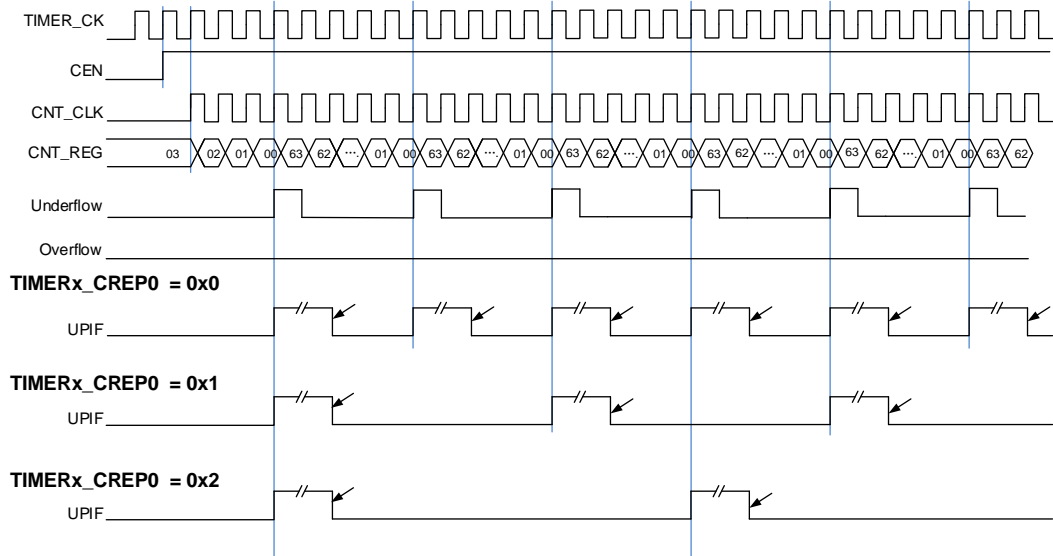 TIMER_CK
CEN
CNT_CLK
CNT_REG 03 02 01 00 63 62 .... 01 00 63 62 .... 01 00 63 62 .... 01 00 63 62 .... 01 00 63 62 .... 01 00 63 62
Underflow
Overflow
TIMERx_CREP0 = 0x0
UPIF
TIMERx_CREP0 = 0x1
UPIF
TIMERx_CREP0 = 0x2
UPIF